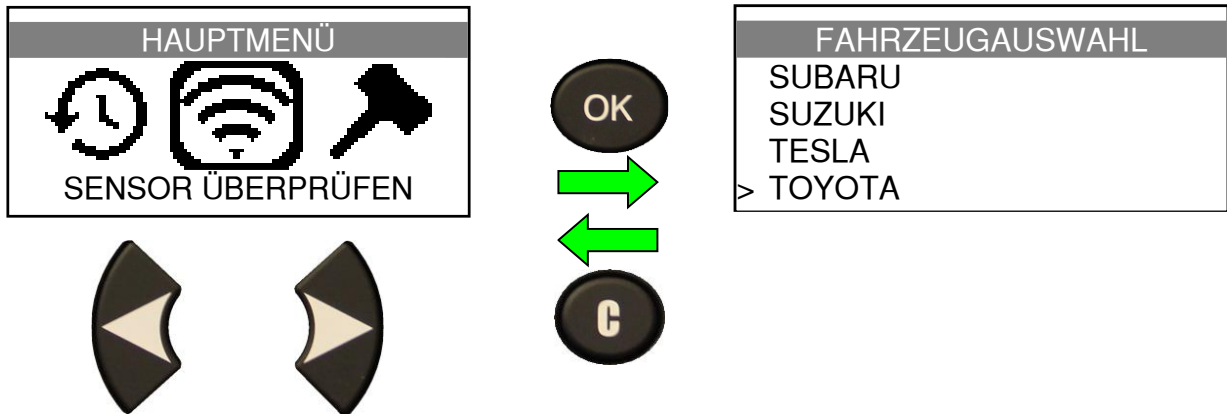 HAUPTMENÜ
SENSOR ÜBERPRÜFEN
OK
C
FAHRZEUGAUSWAHL
SUBARU
SUZUKI
TESLA
> TOYOTA